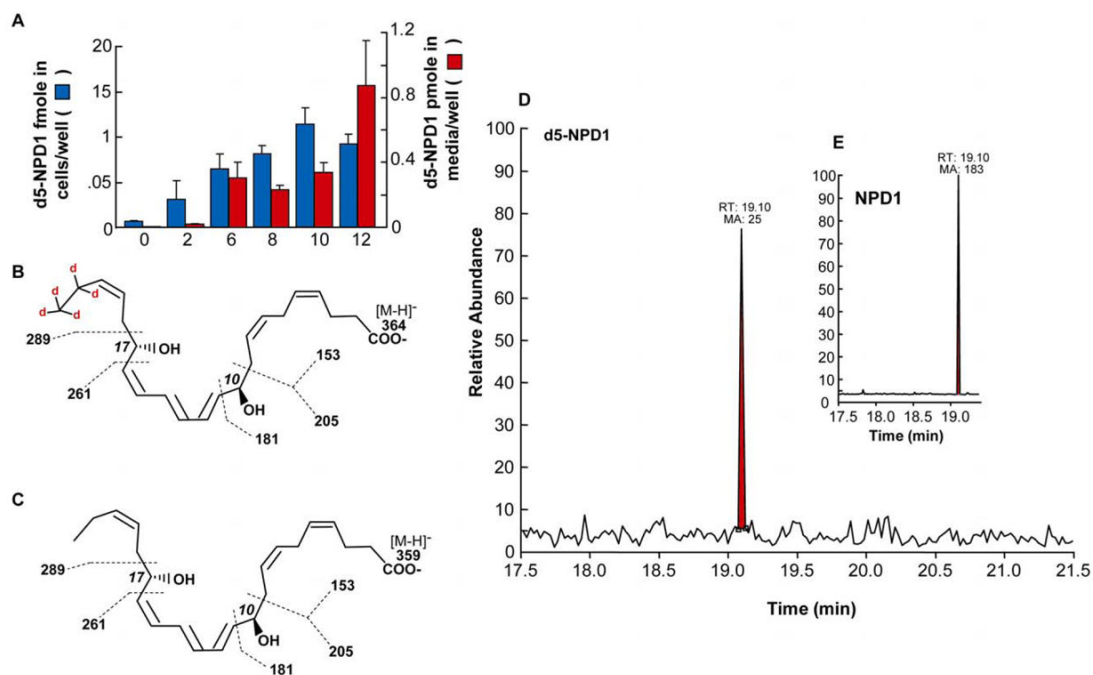 A
d5-NPD1 fmole in
cells/well ( )
20
15
1
.05
0
0 2 6 8 10 12
1.2
0.8
0.4
0
d5-NPD1 pmole in
media/well ( )
B
d
d
d
d
d
289
17
OH
261
10
OH
181
153
205
[M-H]-
364
COO-
C
289
17
OH
261
10
OH
181
153
205
[M-H]-
359
COO-
D
d5-NPD1
Relative Abundance
100
90
80
70
60
50
40
30
20
10
0
RT: 19.10
MA: 25
17.5 18.0 18.5 19.0 19.5 20.0 20.5 21.0 21.5
Time (min)
E
NPD1
RT: 19.10
MA: 183
100
90
80
70
60
50
40
30
20
10
5
0
17.5 18.0 18.5 19.0
Time (min)